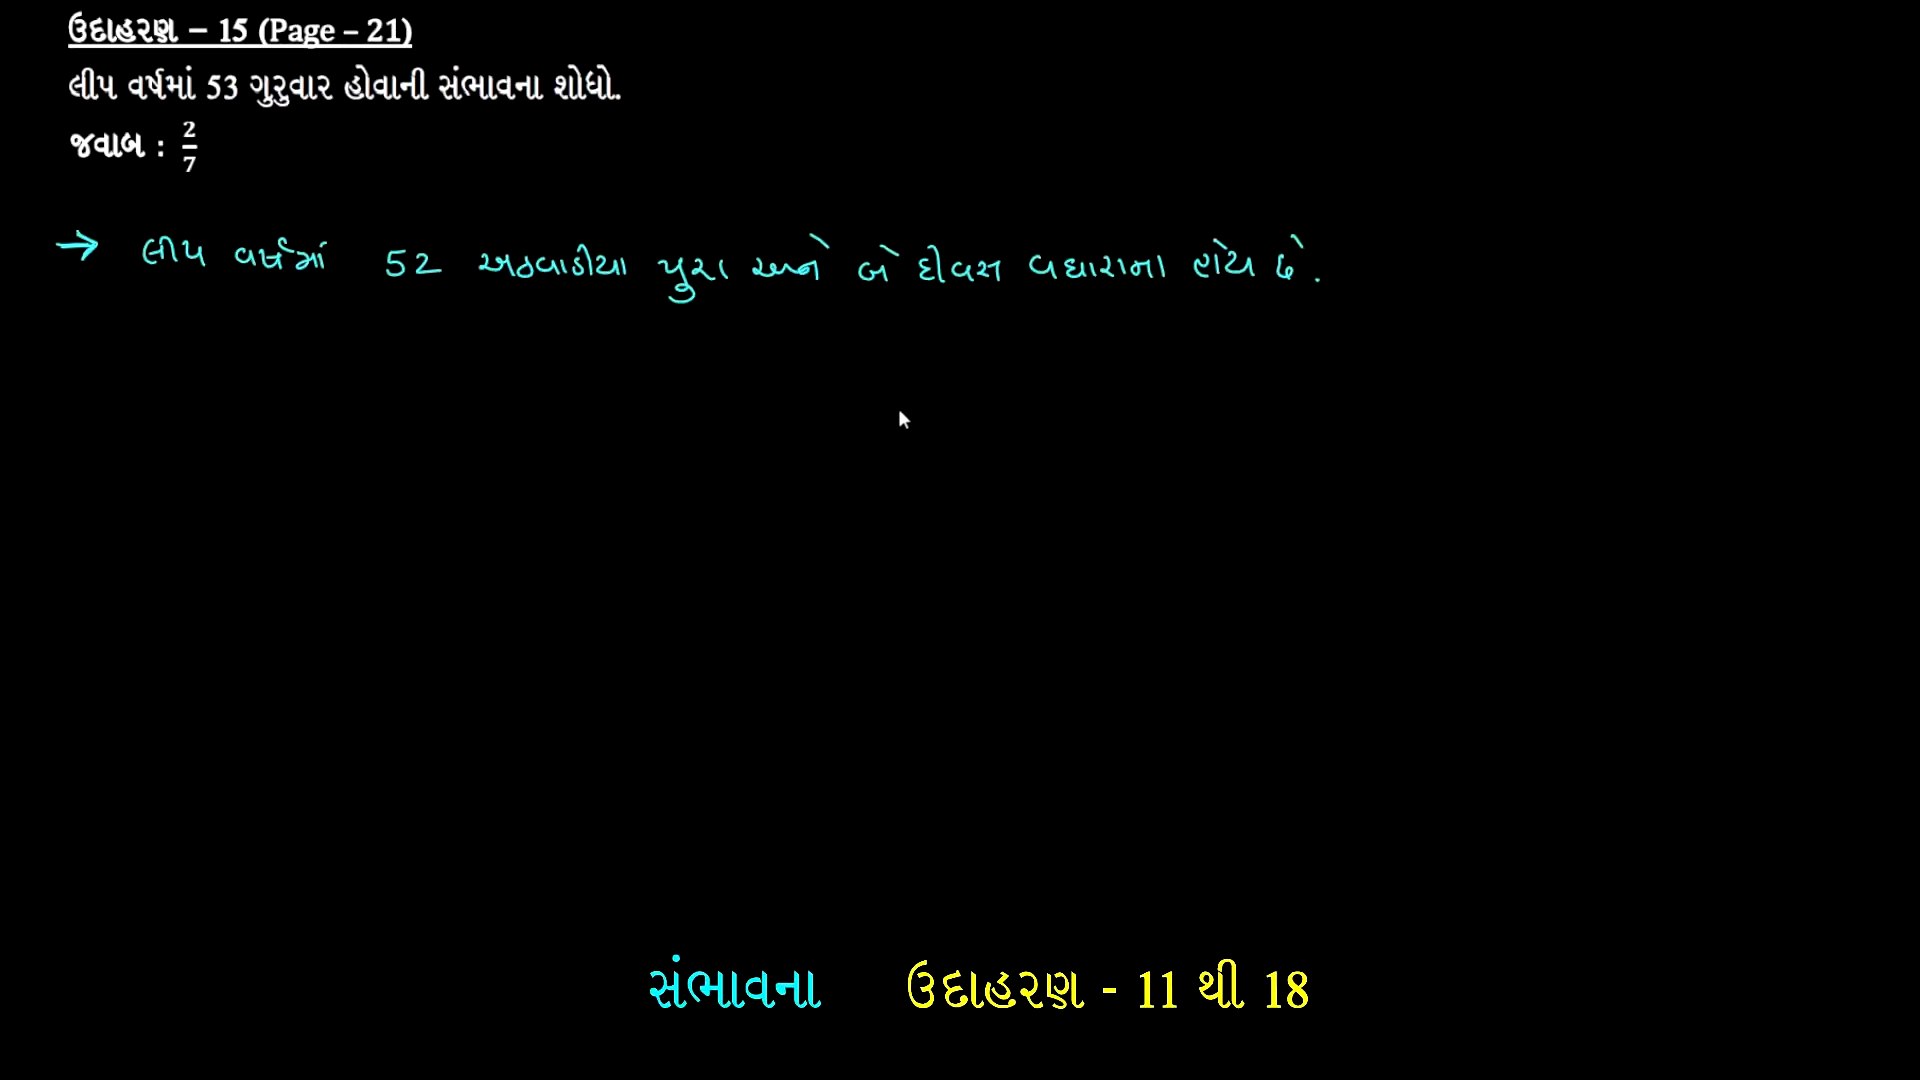 ઉદાહરણ – 15 (Page – 21)
લીપ વર્ષમાં 53 ગુરુવાર હોવાની સંભાવના શોધો.
જવાબ : 2/7
→ લીપ વર્ષમાં 52 અઠવાડીયા પુરા અને બે દીવસ વધારાના હોય છે.
સંભાવના ઉદાહરણ - 11 થી 18